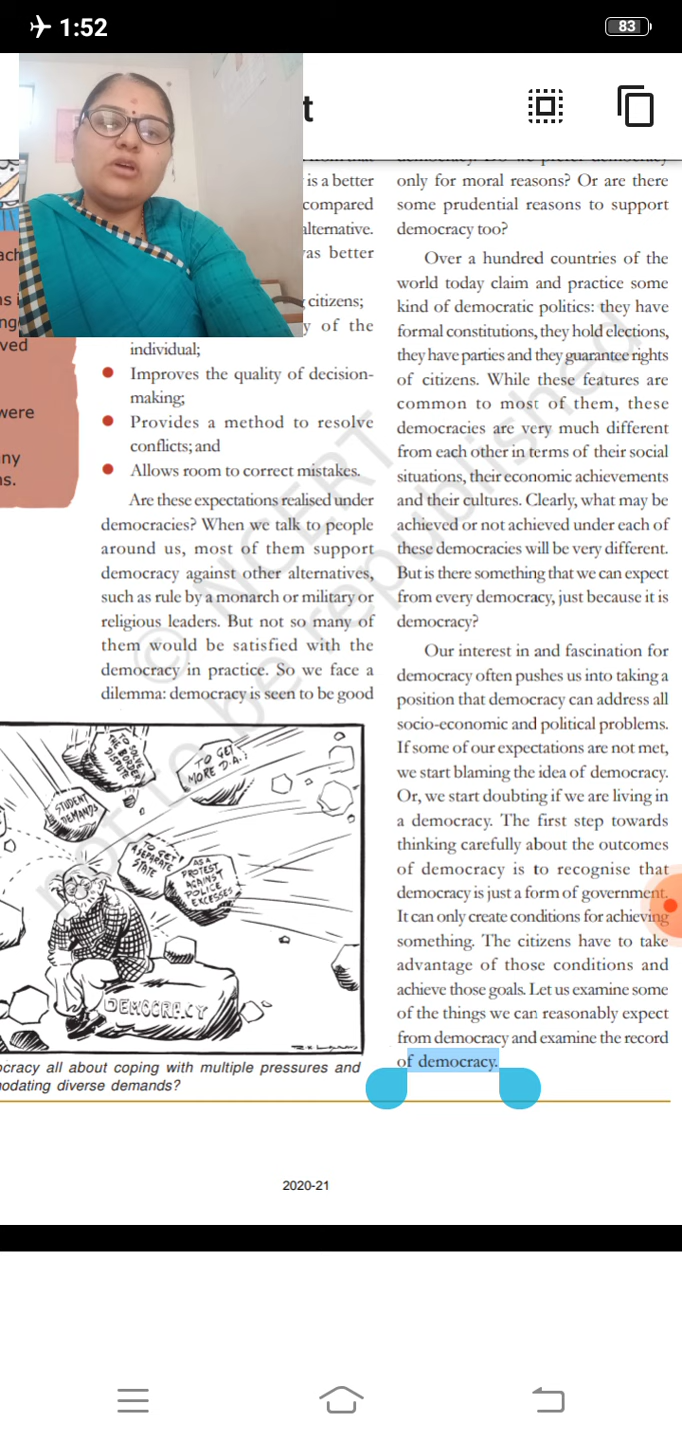 1:52
83
t
ach
s i
ng
ved
were
ny
s.
is a better
compared
alternative.
as better
citizens;
y of the
individual;
Improves the quality of decision-
making;
Provides a method to resolve
conflicts; and
Allows room to correct mistakes.
Are these expectations realised under
democracies? When we talk to people
around us, most of them support
democracy against other alternatives,
such as rule by a monarch or military or
religious leaders. But not so many of
them would be satisfied with the
democracy in practice. So we face a
dilemma: democracy is seen to be good
TO SOLVE
THE BORDER
DISPUTE
TO GET
MORE D.A.!
STUDENT
DEMANDS
TO GET
A SEPARATE
STATE
AS A
PROTEST
AGAINST
POLICE
EXCESSES
DEMOCRACY
ocracy all about coping with multiple pressures and
odating diverse demands?
only for moral reasons? Or are there
some prudential reasons to support
democracy too?
Over a hundred countries of the
world today claim and practice some
kind of democratic politics: they have
formal constitutions, they hold elections,
they have parties and they guarantee rights
of citizens. While these features are
common to most of them, these
democracies are very much different
from each other in terms of their social
situations, their economic achievements
and their cultures. Clearly, what may be
achieved or not achieved under each of
these democracies will be very different.
But is there something that we can expect
from every democracy, just because it is
democracy?
Our interest in and fascination for
democracy often pushes us into taking a
position that democracy can address all
socio-economic and political problems.
If some of our expectations are not met,
we start blaming the idea of democracy.
Or, we start doubting if we are living in
a democracy. The first step towards
thinking carefully about the outcomes
of democracy is to recognise that
democracy is just a form of government.
It can only create conditions for achieving
something. The citizens have to take
advantage of those conditions and
achieve those goals. Let us examine some
of the things we can reasonably expect
from democracy and examine the record
of democracy.
© NCERT
not to be republished
2020-21